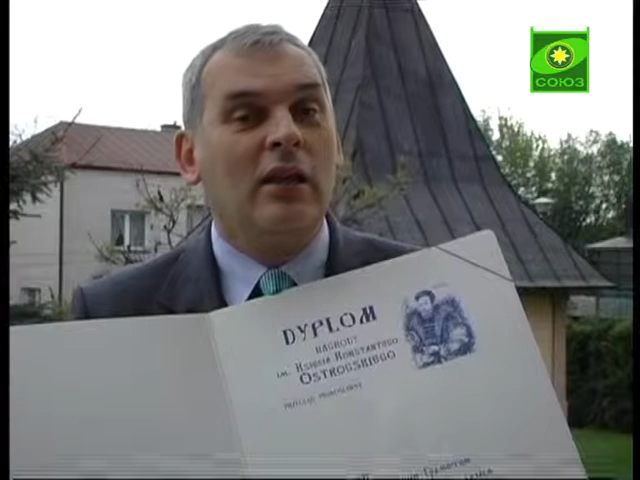 СОЮЗ
DYPLOM
NAGRODY
IM. KSIĘCIA KONSTANTEGO
OSTROGSKIEGO